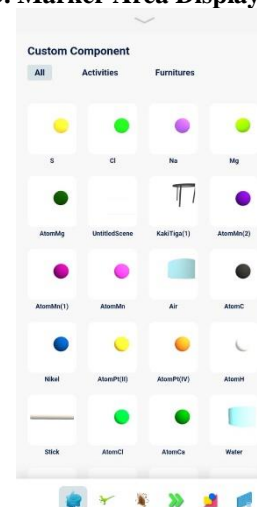 . Marker Area Display
Custom Component
All Activities Furnitures
S Cl Na Mg
AtomMg UntitledScene KakiTiga(1) AtomMn(2)
AtomMn(1) AtomMn Air AtomC
Nikel AtomPt(II) AtomPt(IV) AtomH
Stick AtomCl AtomCa Water